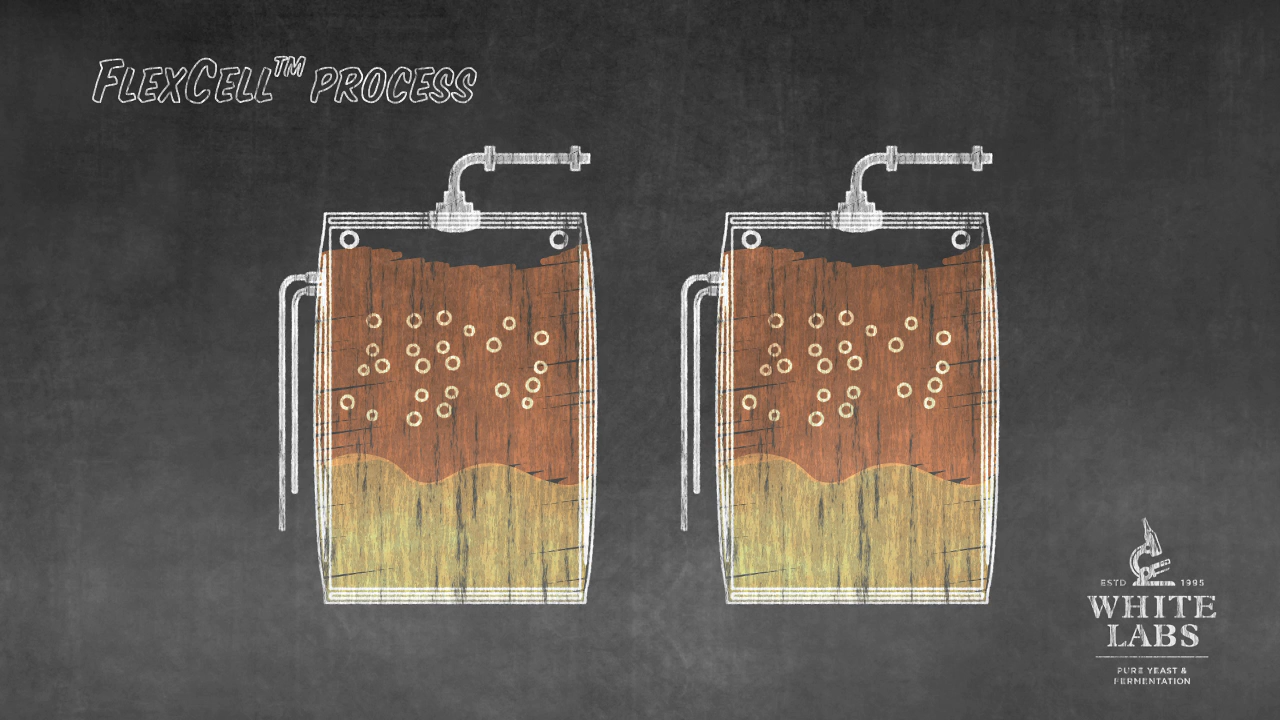 FLEXCELL™ PROCESS
ESTD 1995
WHITE
LABS
PURE YEAST &
FERMENTATION